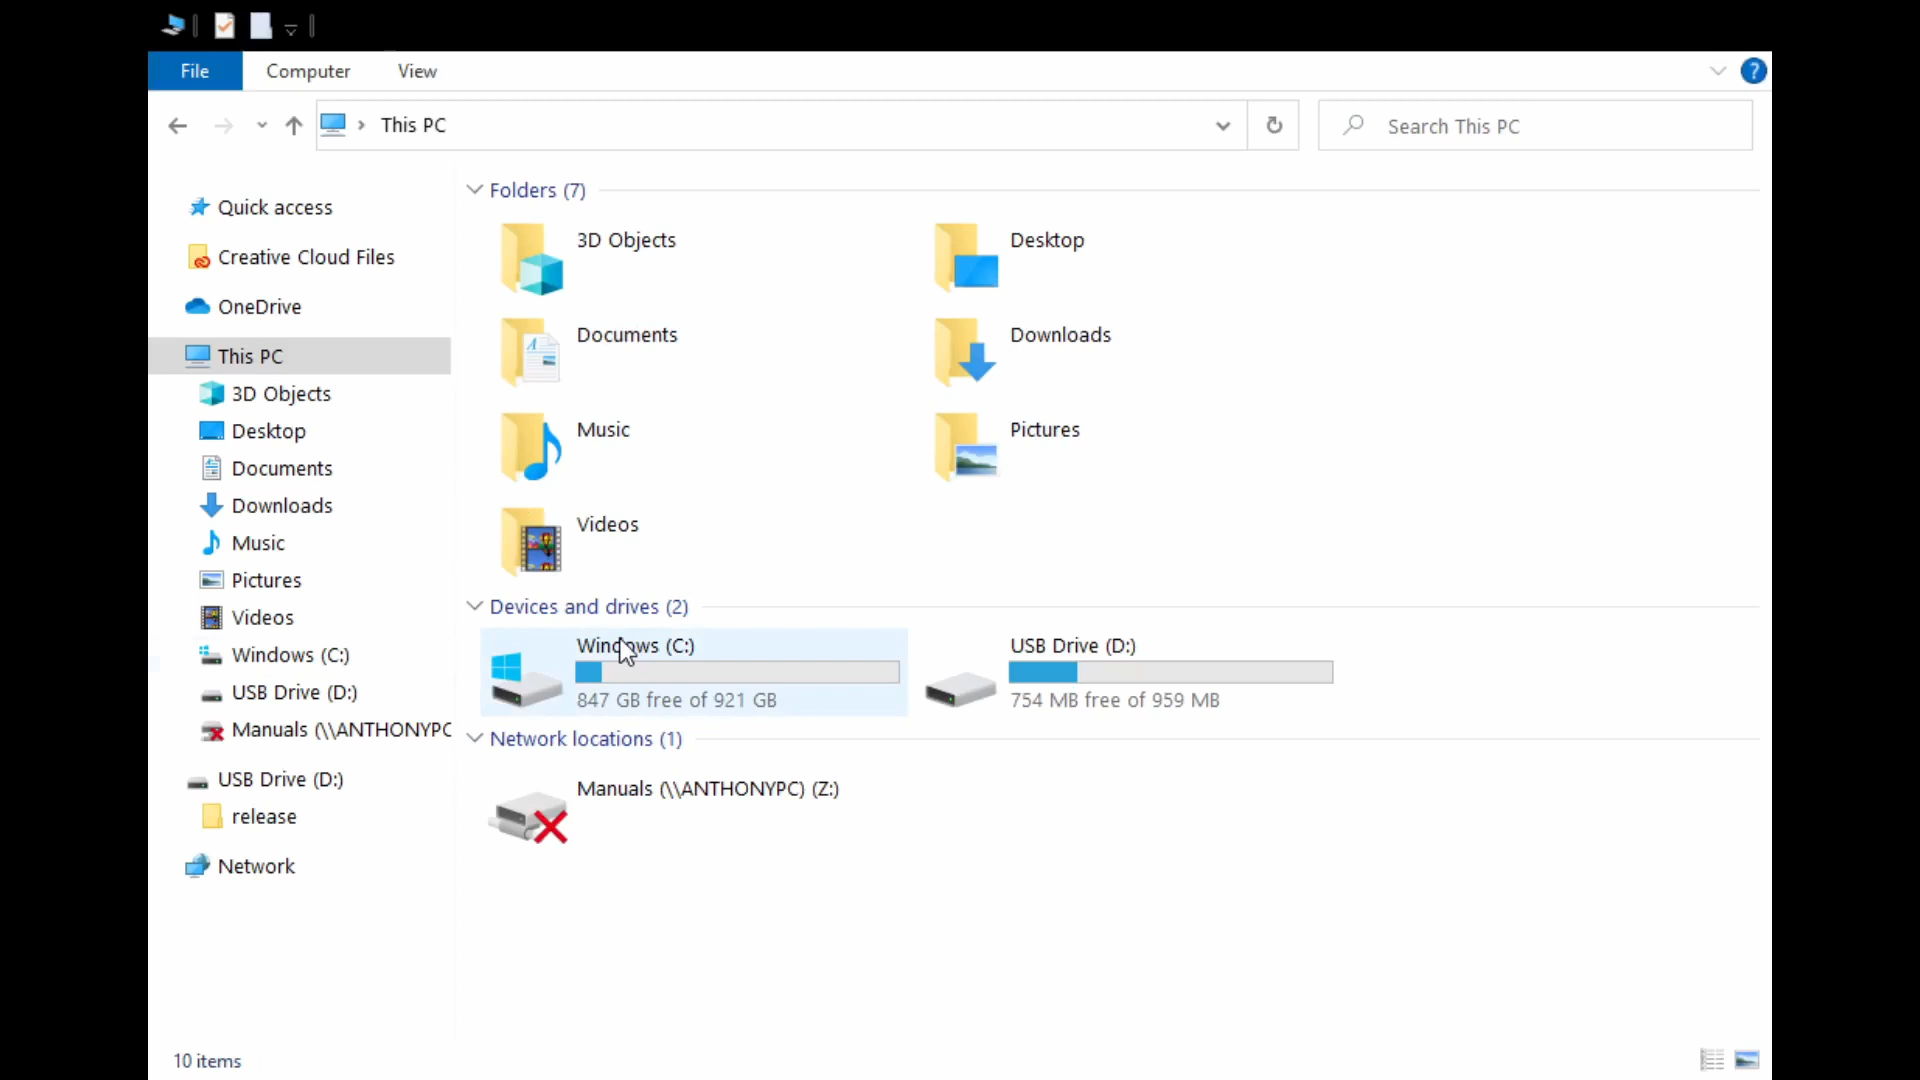 File
Computer
View
?
This PC
Search This PC
Quick access
Creative Cloud Files
OneDrive
This PC
3D Objects
Desktop
Documents
Downloads
Music
Pictures
Videos
Windows (C:)
USB Drive (D:)
Manuals (\\ANTHONYPC
USB Drive (D:)
release
Network
Folders (7)
3D Objects
Desktop
Documents
Downloads
Music
Pictures
Videos
Devices and drives (2)
Windows (C:)
847 GB free of 921 GB
USB Drive (D:)
754 MB free of 959 MB
Network locations (1)
Manuals (\\ANTHONYPC) (Z:)
10 items